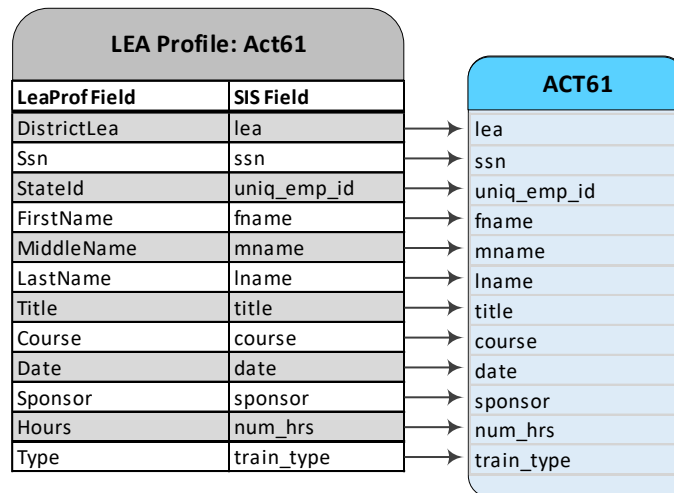 LEA Profile: Act61
LeaProf Field SIS Field
DistrictLea lea
Ssn ssn
StateId uniq_emp_id
FirstName fname
MiddleName mname
LastName lname
Title title
Course course
Date date
Sponsor sponsor
Hours num_hrs
Type train_type
ACT61
lea
ssn
uniq_emp_id
fname
mname
lname
title
course
date
sponsor
num_hrs
train_type